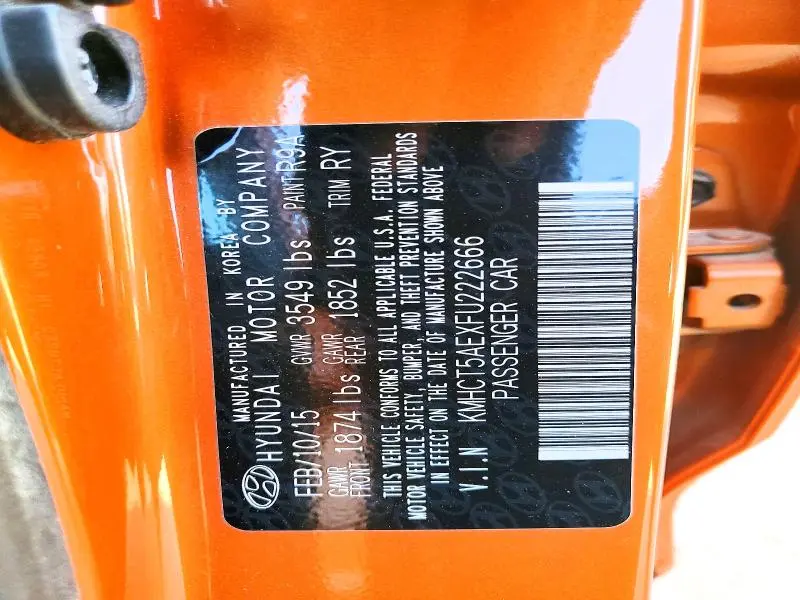 MANUFACTURED IN KOREA BY
HYUNDAI MOTOR COMPANY
FEB/10/15 GVWR 3549 lbs PAINT R9A
GAWR FRONT 1874 lbs GAWR REAR 1852 lbs TRIM RY
THIS VEHICLE CONFORMS TO ALL APPLICABLE U.S.A. FEDERAL
MOTOR VEHICLE SAFETY, BUMPER, AND THEFT PREVENTION STANDARDS
IN EFFECT ON THE DATE OF MANUFACTURE SHOWN ABOVE
V.I.N KMHCT5AEXFU222666
PASSENGER CAR